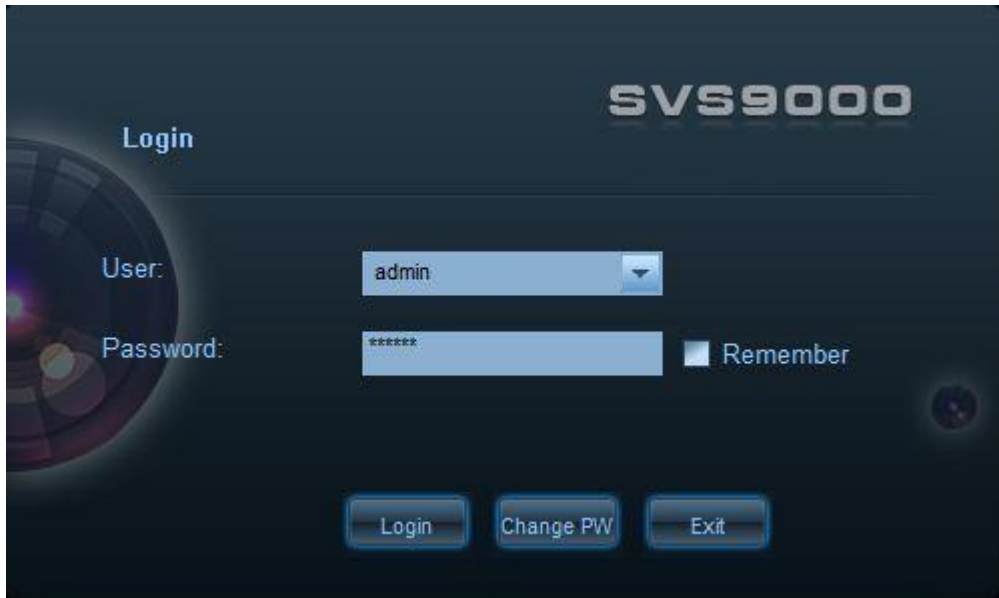 SVS9000
Login
User:
admin
Password:
******
Remember
Login
Change PW
Exit